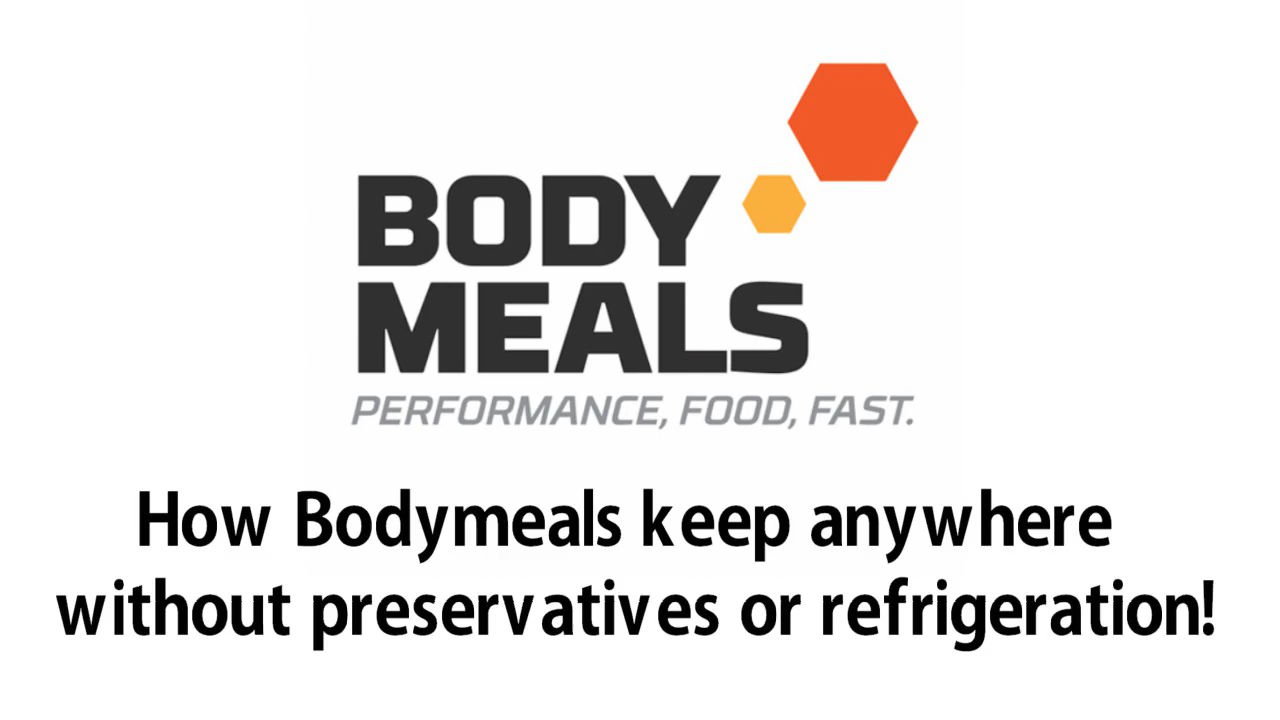 BODY
MEALS
PERFORMANCE, FOOD, FAST.
How Bodymeals keep anywhere
without preservatives or refrigeration!